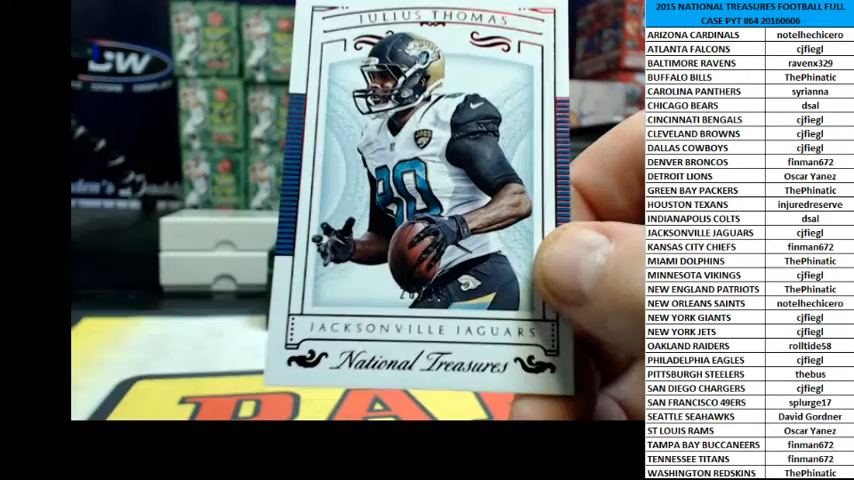 JULIUS THOMAS
80
JAGS
JACKSONVILLE JAGUARS
National Treasures
2015 NATIONAL TREASURES FOOTBALL FULL
CASE PYT #64 20160606
ARIZONA CARDINALS notelhechicero
ATLANTA FALCONS cjfiegl
BALTIMORE RAVENS ravenx329
BUFFALO BILLS ThePhinatic
CAROLINA PANTHERS syrianna
CHICAGO BEARS dsal
CINCINNATI BENGALS cjfiegl
CLEVELAND BROWNS cjfiegl
DALLAS COWBOYS cjfiegl
DENVER BRONCOS finman672
DETROIT LIONS Oscar Yanez
GREEN BAY PACKERS ThePhinatic
HOUSTON TEXANS injuredreserve
INDIANAPOLIS COLTS dsal
JACKSONVILLE JAGUARS cjfiegl
KANSAS CITY CHIEFS finman672
MIAMI DOLPHINS ThePhinatic
MINNESOTA VIKINGS cjfiegl
NEW ENGLAND PATRIOTS ThePhinatic
NEW ORLEANS SAINTS notelhechicero
NEW YORK GIANTS cjfiegl
NEW YORK JETS cjfiegl
OAKLAND RAIDERS rolltide58
PHILADELPHIA EAGLES cjfiegl
PITTSBURGH STEELERS thebus
SAN DIEGO CHARGERS cjfiegl
SAN FRANCISCO 49ERS splurge17
SEATTLE SEAHAWKS David Gordner
ST LOUIS RAMS Oscar Yanez
TAMPA BAY BUCCANEERS finman672
TENNESSEE TITANS finman672
WASHINGTON REDSKINS ThePhinatic